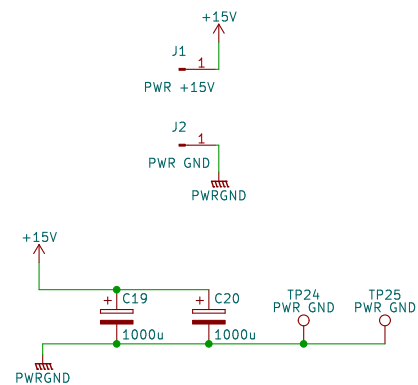 +15V
J1
1
PWR +15V
J2
1
PWR GND
PWRGND
+15V
+ C19
+ C20
TP24
TP25
PWR GND
PWR GND
1000u
1000u
PWRGND